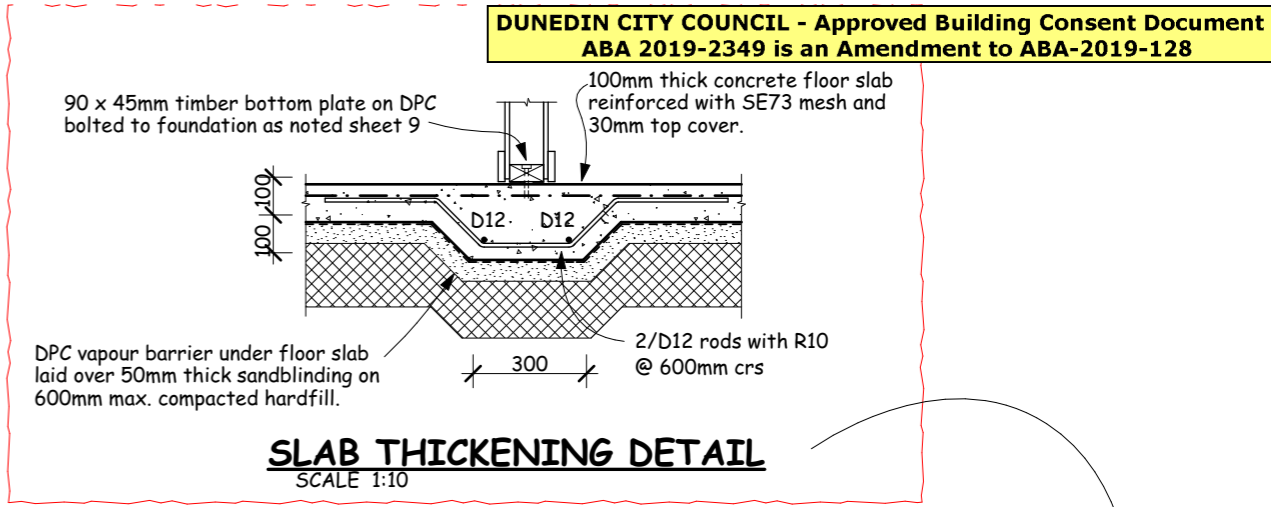 DUNEDIN CITY COUNCIL - Approved Building Consent Document
ABA 2019-2349 is an Amendment to ABA-2019-128
90 x 45mm timber bottom plate on DPC
bolted to foundation as noted sheet 9
100mm thick concrete floor slab
reinforced with SE73 mesh and
30mm top cover.
100
100
D12
D12
DPC vapour barrier under floor slab
laid over 50mm thick sandblinding on
600mm max. compacted hardfill.
300
2/D12 rods with R10
@ 600mm crs
SLAB THICKENING DETAIL
SCALE 1:10